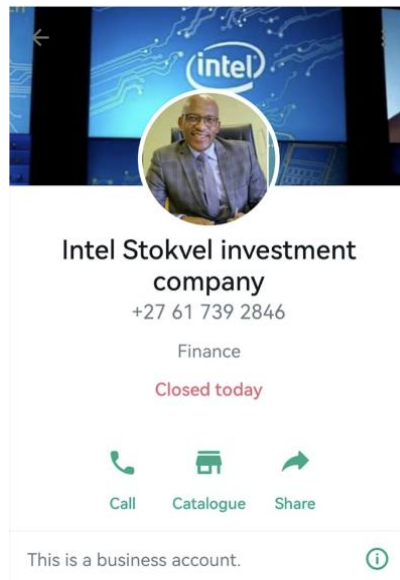 intel
Intel Stokvel investment
company
+27 61 739 2846
Finance
Closed today
Call Catalogue Share
This is a business account.